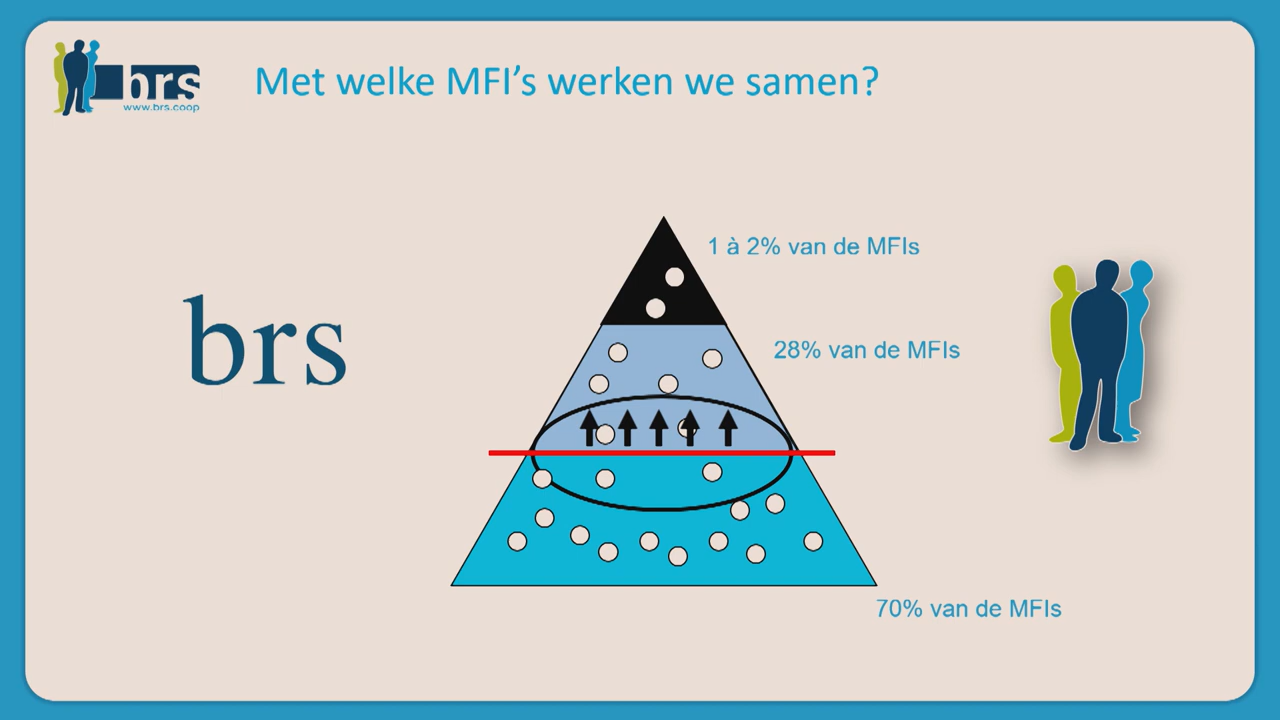 brs
www.brs.coop
Met welke MFI's werken we samen?
1 à 2% van de MFIs
brs
28% van de MFIs
70% van de MFIs